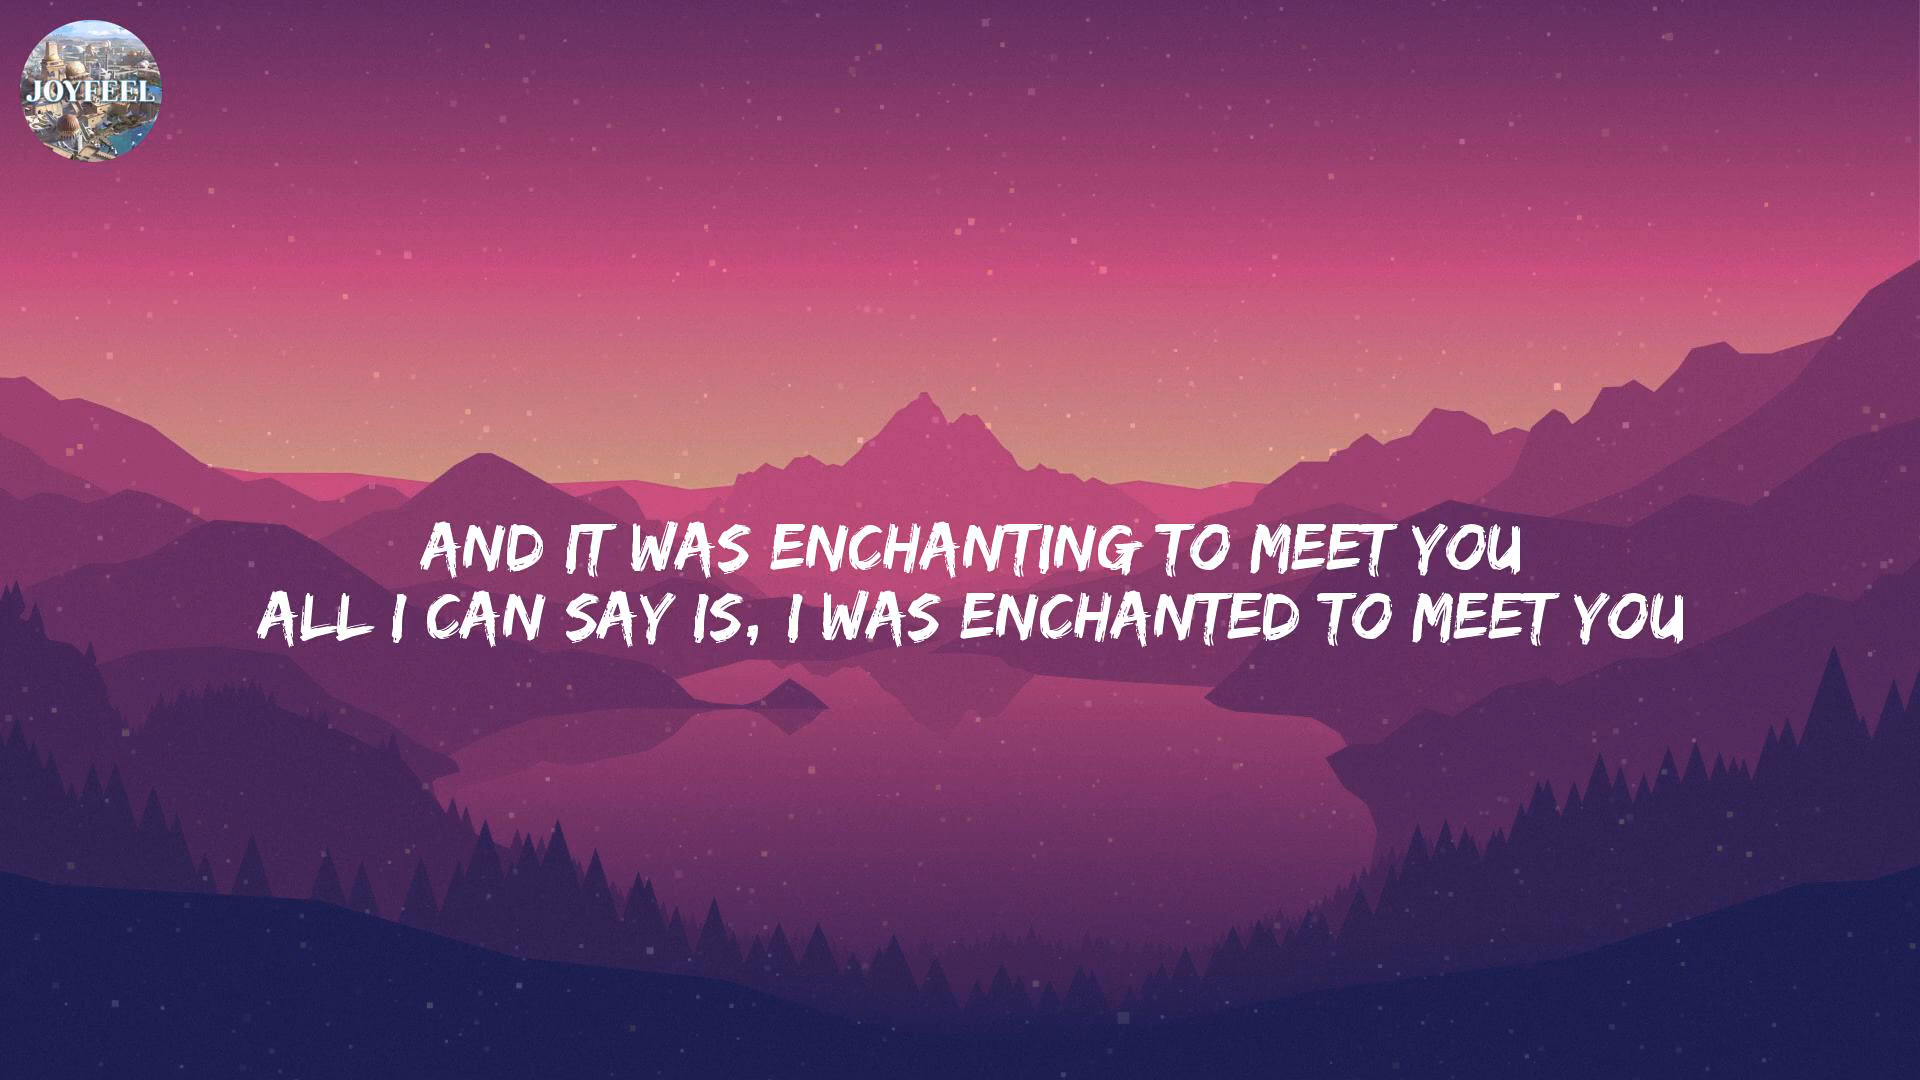 JOYFEEL
AND IT WAS ENCHANTING TO MEET YOU
ALL I CAN SAY IS, I WAS ENCHANTED TO MEET YOU